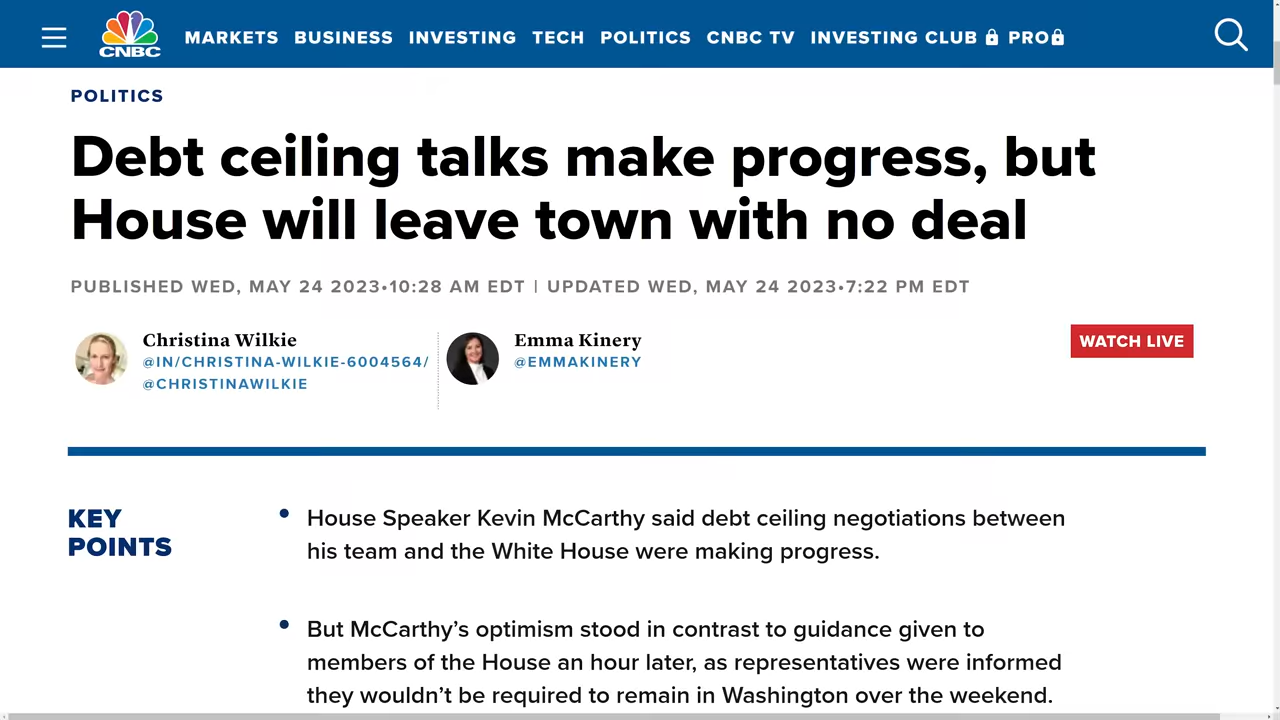 CNBC
MARKETS BUSINESS INVESTING TECH POLITICS CNBC TV INVESTING CLUB PRO
POLITICS
Debt ceiling talks make progress, but
House will leave town with no deal
PUBLISHED WED, MAY 24 2023•10:28 AM EDT | UPDATED WED, MAY 24 2023•7:22 PM EDT
Christina Wilkie
@IN/CHRISTINA-WILKIE-6004564/
@CHRISTINAWILKIE
Emma Kinery
@EMMAKINERY
WATCH LIVE
KEY
POINTS
• House Speaker Kevin McCarthy said debt ceiling negotiations between
his team and the White House were making progress.
• But McCarthy’s optimism stood in contrast to guidance given to
members of the House an hour later, as representatives were informed
they wouldn’t be required to remain in Washington over the weekend.